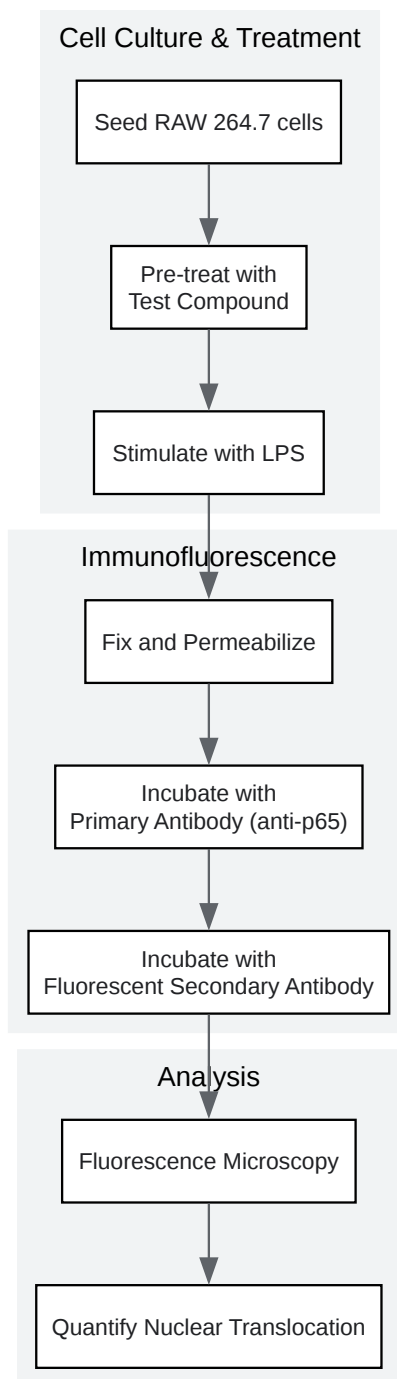 Cell Culture & Treatment
Seed RAW 264.7 cells
Pre-treat with
Test Compound
Stimulate with LPS
Immunofluorescence
Fix and Permeabilize
Incubate with
Primary Antibody (anti-p65)
Incubate with
Fluorescent Secondary Antibody
Analysis
Fluorescence Microscopy
Quantify Nuclear Translocation